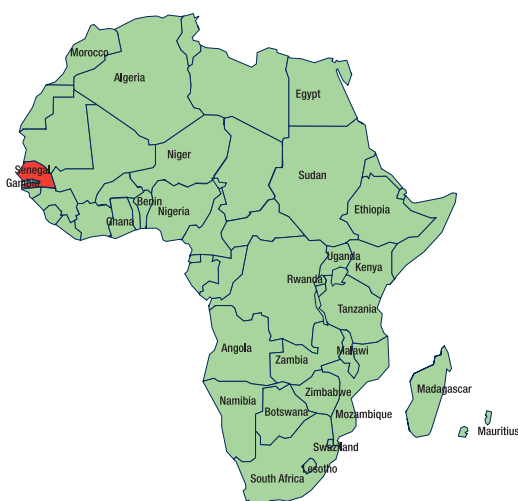 Morocco
Algeria
Egypt
Niger
Senegal
Sudan
Gambia
Benin
Ethiopia
Nigeria
Ghana
Uganda
Kenya
Rwanda
Tanzania
Angola
Malawi
Zambia
Madagascar
Zimbabwe
Namibia
Botswana
Mozambique
Mauritius
Swaziland
Lesotho
South Africa